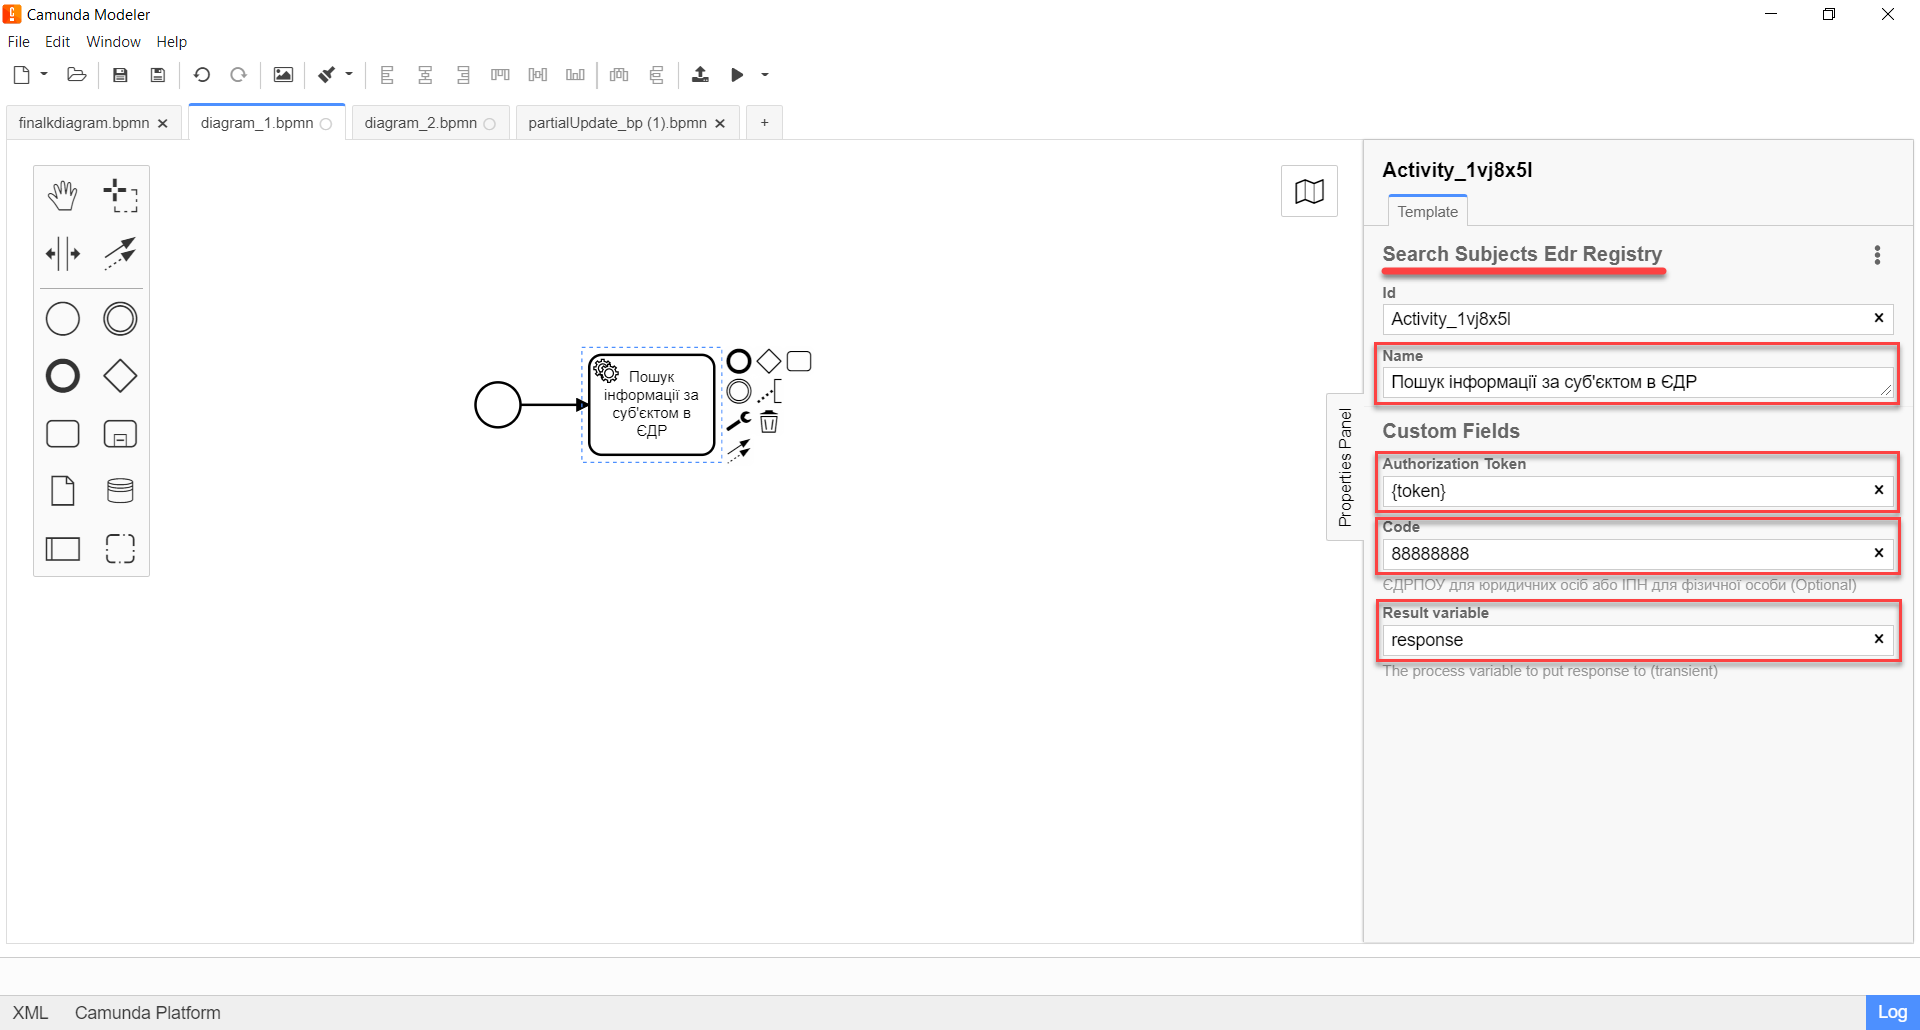 Camunda Modeler
File Edit Window Help
finalkdiagram.bpmn
diagram_1.bpmn
diagram_2.bpmn
partialUpdate_bp (1).bpmn
+
Пошук
інформації за
суб'єктом в
ЄДР
Properties Panel
Activity_1vj8x5l
Template
Search Subjects Edr Registry
Id
Activity_1vj8x5l
Name
Пошук інформації за суб'єктом в ЄДР
Custom Fields
Authorization Token
{token}
Code
88888888
ЄДРПОУ для юридичних осіб або ІПН для фізичної особи (Optional)
Result variable
response
The process variable to put response to (transient)
XML Camunda Platform
Log